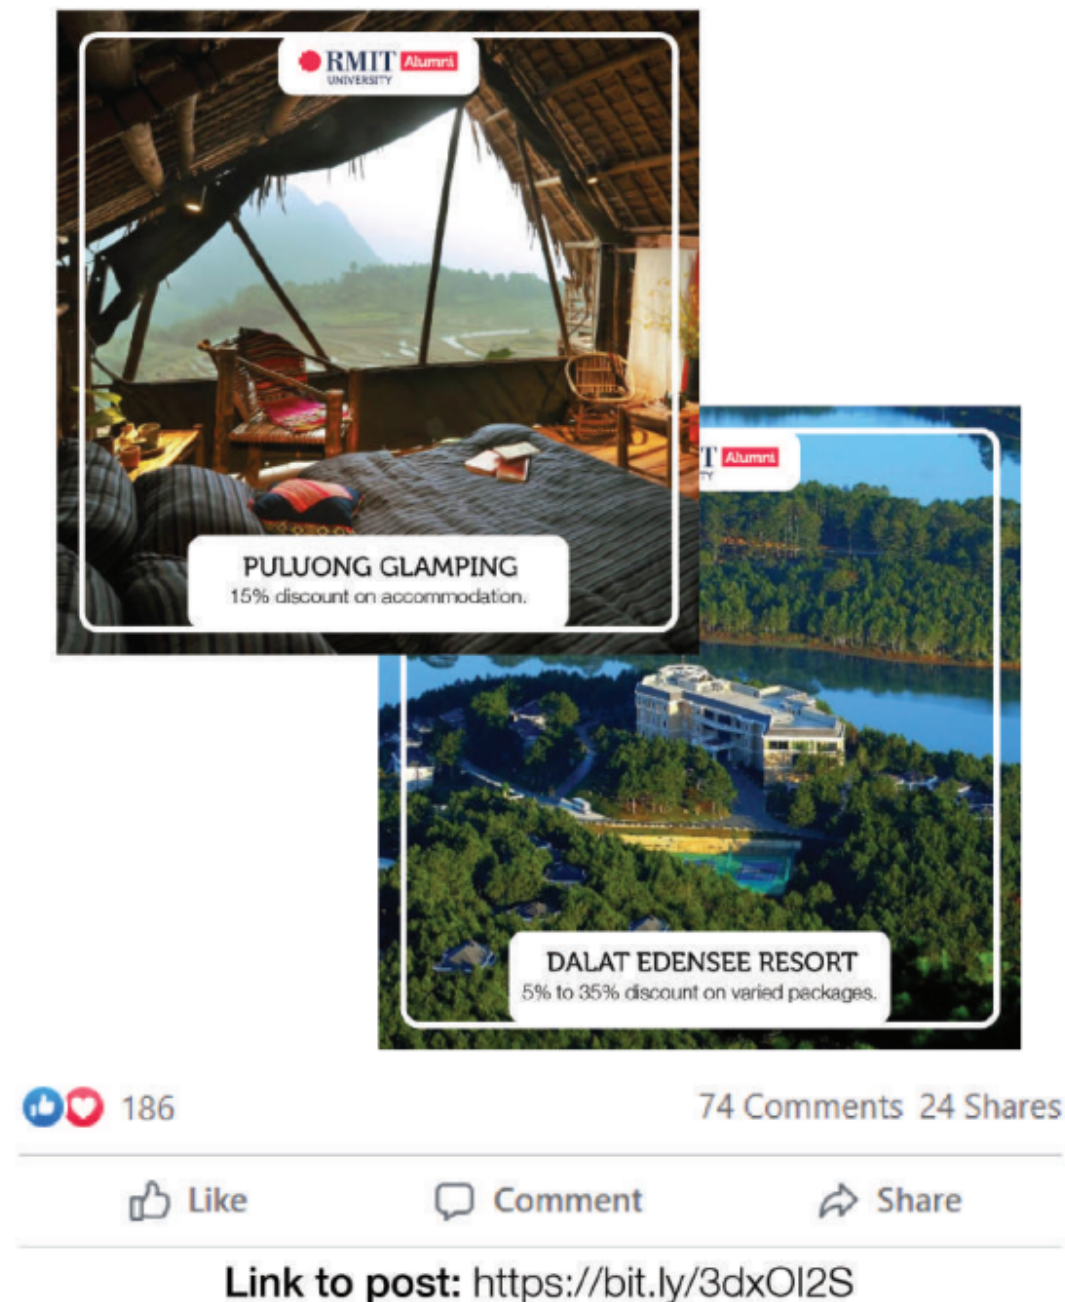 RMIT Alumni
UNIVERSITY
PULUONG GLAMPING
15% discount on accommodation.
T Alumni
TY
DALAT EDENSEE RESORT
5% to 35% discount on varied packages.
186
74 Comments 24 Shares
Like
Comment
Share
Link to post: https://bit.ly/3dxOl2S